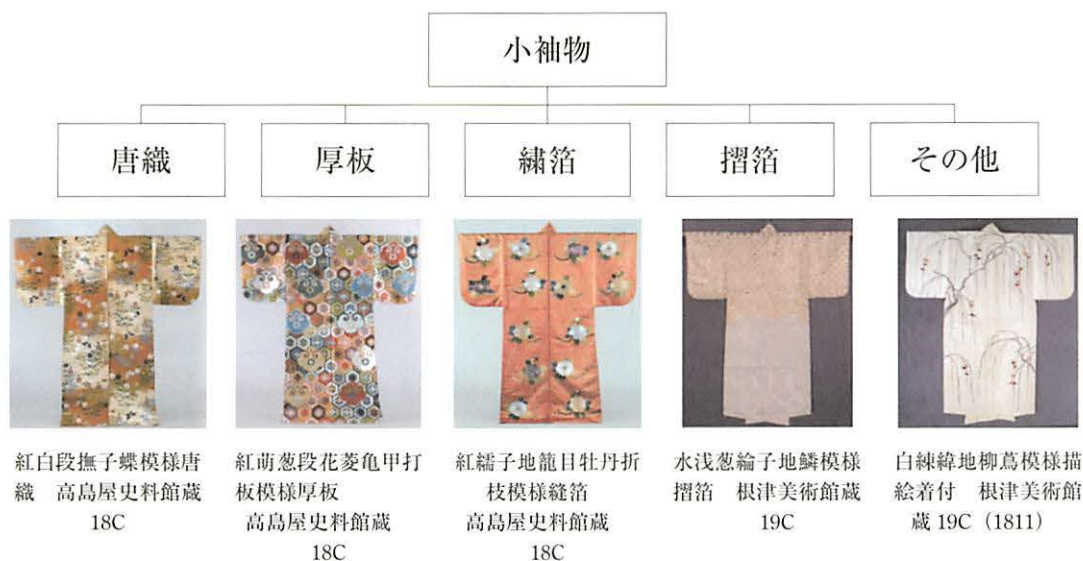 小袖物
唐織
厚板
繍箔
摺箔
その他
紅白段撫子蝶模様唐
織　高島屋史料館蔵
18C
紅萌葱段花菱亀甲打
板模様厚板
高島屋史料館蔵
18C
紅繻子地籠目牡丹折
枝模様縫箔
高島屋史料館蔵
18C
水浅葱綸子地鱗模様
摺箔　根津美術館蔵
19C
白練緯地柳蔦模様描
絵着付　根津美術館
蔵 19C（1811）